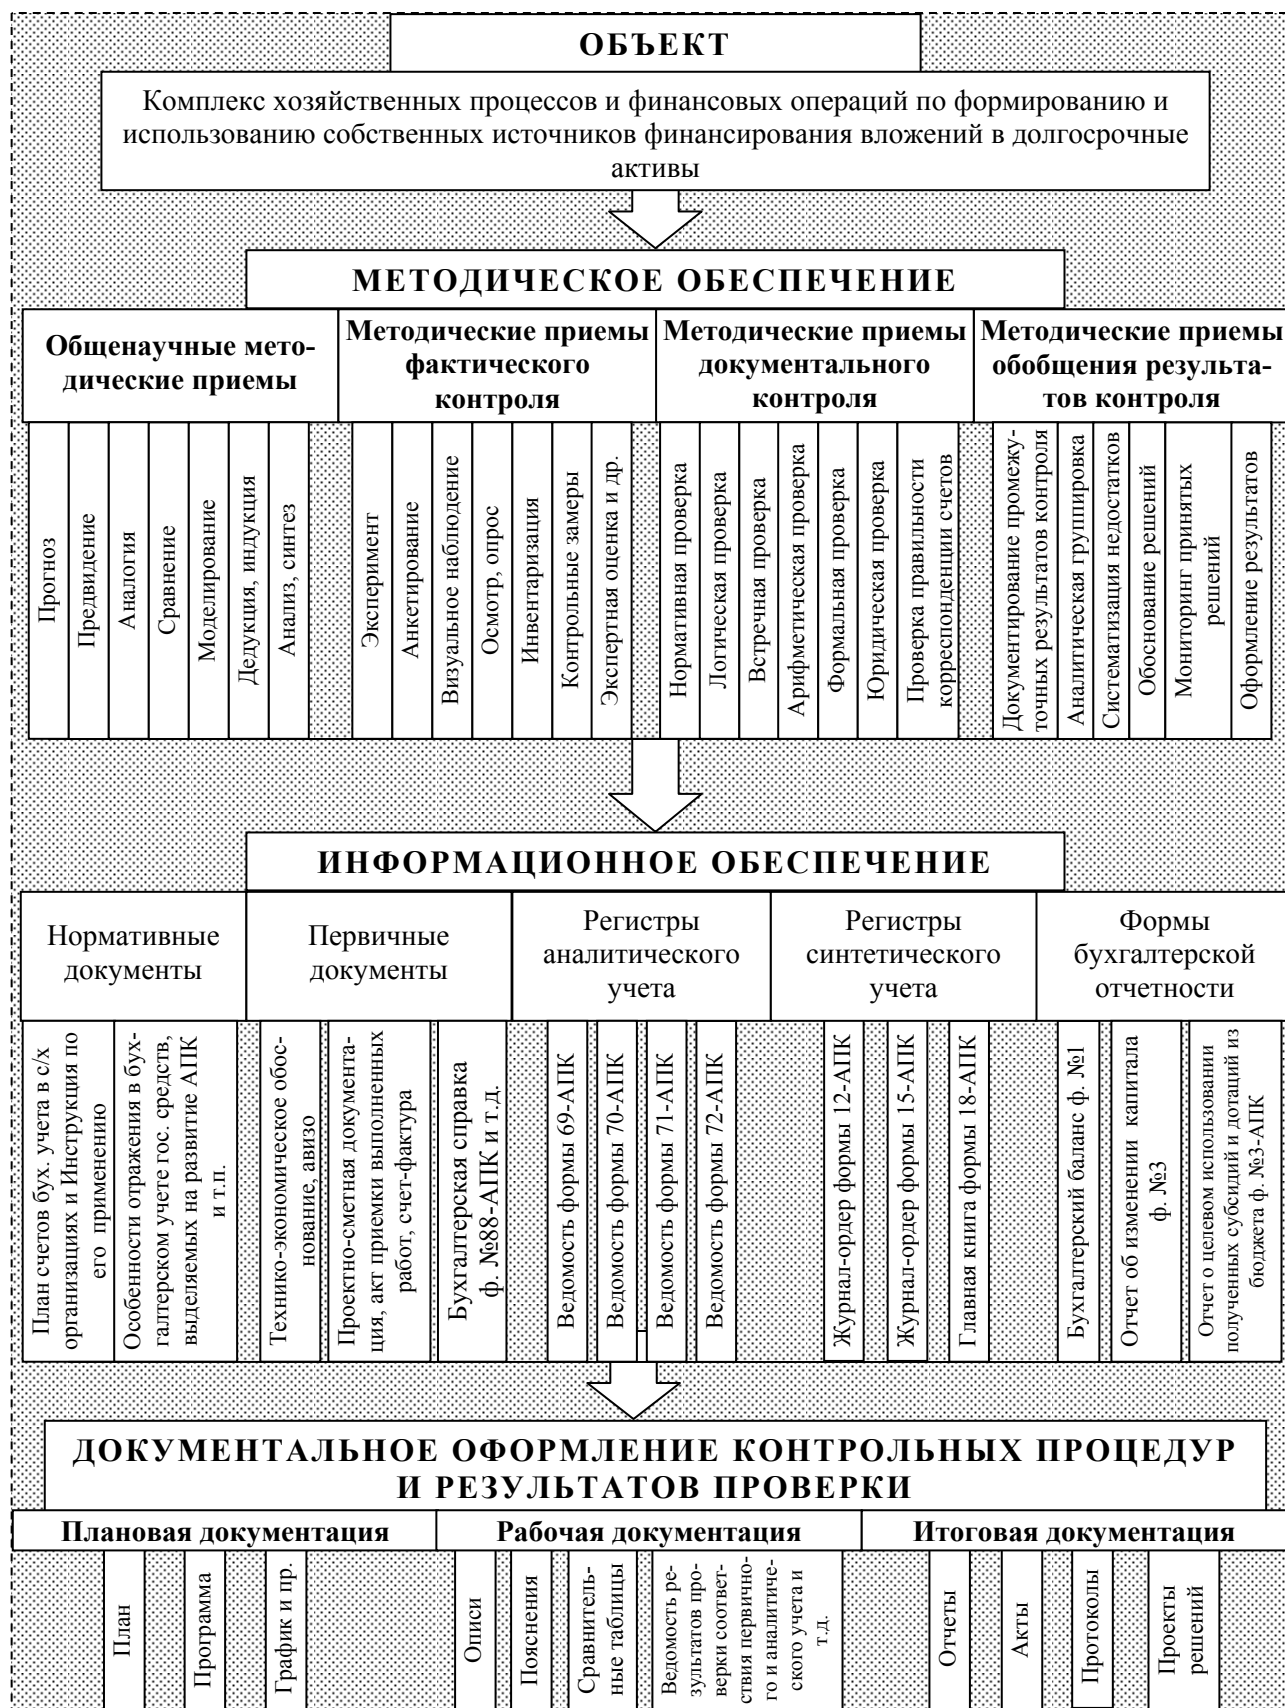 ОБЪЕКТ
Комплекс хозяйственных процессов и финансовых операций по формированию и
использованию собственных источников финансирования вложений в долгосрочные
активы
МЕТОДИЧЕСКОЕ ОБЕСПЕЧЕНИЕ
Общенаучные мето-
дические приемы
Методические приемы
фактического
контроля
Методические приемы
документального
контроля
Методические приемы
обобщения результа-
тов контроля
Прогноз
Предвидение
Аналогия
Сравнение
Моделирование
Дедукция, индукция
Анализ, синтез
Эксперимент
Анкетирование
Визуальное наблюдение
Осмотр, опрос
Инвентаризация
Контрольные замеры
Экспертная оценка и др.
Нормативная проверка
Логическая проверка
Встречная проверка
Арифметическая проверка
Формальная проверка
Юридическая проверка
Проверка правильности
корреспонденции счетов
Документирование промежу-
точных результатов контроля
Аналитическая группировка
Систематизация недостатков
Обоснование решений
Мониторинг принятых
решений
Оформление результатов
ИНФОРМАЦИОННОЕ ОБЕСПЕЧЕНИЕ
Нормативные
документы
Первичные
документы
Регистры
аналитического
учета
Регистры
синтетического
учета
Формы
бухгалтерской
отчетности
План счетов бух. учета в с/х
организациях и Инструкция по
его применению
Особенности отражения в бух-
галтерском учете гос. средств,
выделяемых на развитие АПК
и т.п.
Технико-экономическое обос-
нование, авизо
Проектно-сметная документа-
ция, акт приемки выполненных
работ, счет-фактура
Бухгалтерская справка
ф. №88-АПК и т.д.
Ведомость формы 69-АПК
Ведомость формы 70-АПК
Ведомость формы 71-АПК
Ведомость формы 72-АПК
Журнал-ордер формы 12-АПК
Журнал-ордер формы 15-АПК
Главная книга формы 18-АПК
Бухгалтерский баланс ф. №1
Отчет об изменении капитала
ф. №3
Отчет о целевом использовании
полученных субсидий и дотаций из
бюджета ф. №3-АПК
ДОКУМЕНТАЛЬНОЕ ОФОРМЛЕНИЕ КОНТРОЛЬНЫХ ПРОЦЕДУР
И РЕЗУЛЬТАТОВ ПРОВЕРКИ
Плановая документация
Рабочая документация
Итоговая документация
План
Программа
График и пр.
Описи
Пояснения
Сравнитель-
ные таблицы
Ведомость ре-
зультатов про-
верки соответ-
ствия первично-
го и аналитиче-
ского учета и
т.д.
Отчеты
Акты
Протоколы
Проекты
решений